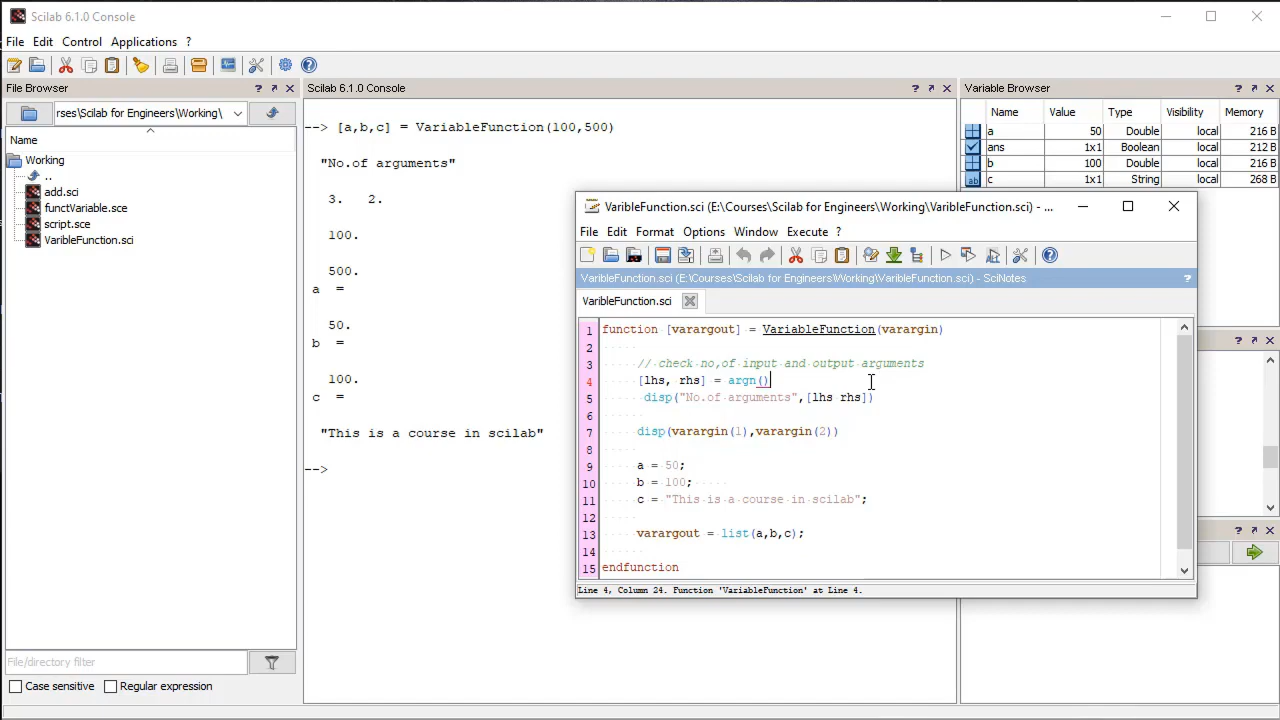 Scilab 6.1.0 Console
File Edit Control Applications ?
File Browser ? 
rses\Scilab for Engineers\Working\
Name
Working
..
add.sci
functVariable.sce
script.sce
VaribleFunction.sci
File/directory filter
Case sensitive Regular expression
Scilab 6.1.0 Console ?
--> [a,b,c] = VariableFunction(100,500)
"No.of arguments"
3. 2.
100.
500.
a =
50.
b =
100.
c =
"This is a course in scilab"
-->
Variable Browser ?
Name Value Type Visibility Memory
a 50 Double local 216 B
ans 1x1 Boolean local 212 B
b 100 Double local 216 B
c 1x1 String local 268 B
?
?
VaribleFunction.sci (E:\Courses\Scilab for Engineers\Working\VaribleFunction.sci) - ...
File Edit Format Options Window Execute ?
VaribleFunction.sci (E:\Courses\Scilab for Engineers\Working\VaribleFunction.sci) - SciNotes ?
VaribleFunction.sci
1 function [varargout] = VariableFunction(varargin)
2
3 // check no,of input and output arguments
4 [lhs, rhs] = argn()
5 disp("No.of arguments",[lhs rhs])
6
7 disp(varargin(1),varargin(2))
8
9 a = 50;
10 b = 100;
11 c = "This is a course in scilab";
12
13 varargout = list(a,b,c);
14
15 endfunction
Line 4, Column 24. Function 'VariableFunction' at Line 4.